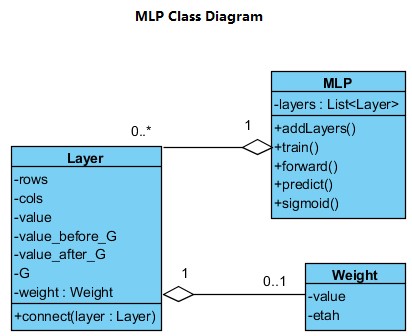 MLP Class Diagram
MLP
-layers : List<Layer>
+addLayers()
+train()
+forward()
+predict()
+sigmoid()
0..*
1
Layer
-rows
-cols
-value
-value_before_G
-value_after_G
-G
-weight : Weight
+connect(layer : Layer)
1
0..1
Weight
-value
-etah